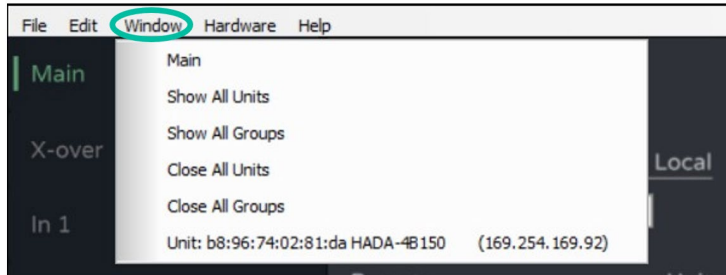 File Edit Window Hardware Help
Main
Main
Show All Units
Show All Groups
X-over
Local
Close All Units
Close All Groups
In 1
Unit: b8:96:74:02:81:da HADA-4B150 (169.254.169.92)